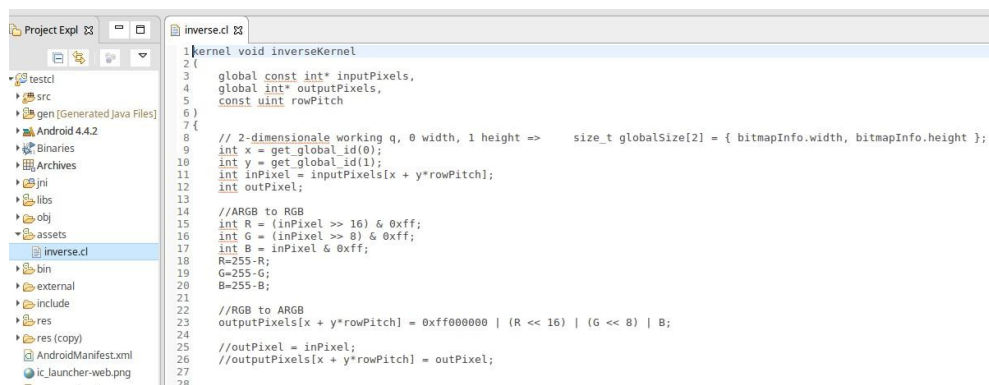 Project Expl
inverse.cl
testcl
src
gen [Generated Java Files]
Android 4.4.2
Binaries
Archives
jni
libs
obj
assets
inverse.cl
bin
external
include
res
res (copy)
AndroidManifest.xml
ic_launcher-web.png
1 kernel void inverseKernel
2 (
3 global const int* inputPixels,
4 global int* outputPixels,
5 const uint rowPitch
6 )
7 {
8 // 2-dimensionale working q, 0 width, 1 height => size_t globalSize[2] = { bitmapInfo.width, bitmapInfo.height };
9 int x = get_global_id(0);
10 int y = get_global_id(1);
11 int inPixel = inputPixels[x + y*rowPitch];
12 int outPixel;
13
14 //ARGB to RGB
15 int R = (inPixel >> 16) & 0xff;
16 int G = (inPixel >> 8) & 0xff;
17 int B = inPixel & 0xff;
18 R=255-R;
19 G=255-G;
20 B=255-B;
21
22 //RGB to ARGB
23 outputPixels[x + y*rowPitch] = 0xff000000 | (R << 16) | (G << 8) | B;
24
25 //outPixel = inPixel;
26 //outputPixels[x + y*rowPitch] = outPixel;
27
28